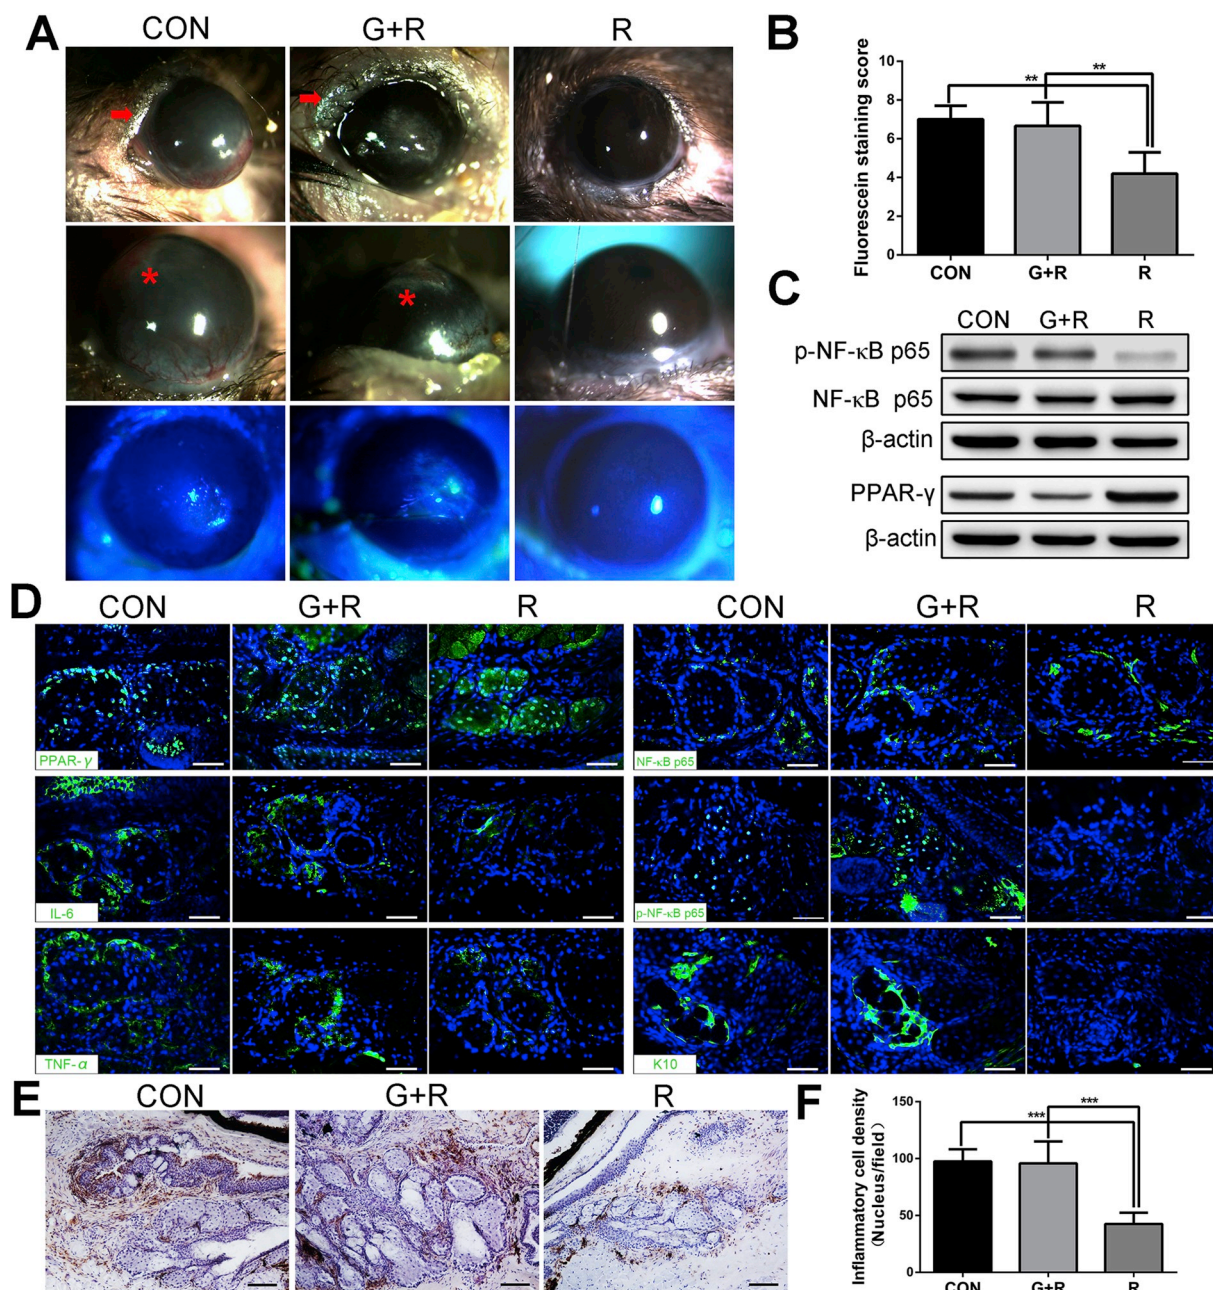 A
CON
G+R
R
*
*
B
Fluorescein staining score
**
**
8
6
4
2
0
CON
G+R
R
C
CON
G+R
R
p-NF-κB p65
NF-κB p65
β-actin
PPAR-γ
β-actin
D
CON
G+R
R
CON
G+R
R
PPAR-γ
NF-κB p65
IL-6
p-NF-κB p65
TNF-α
K10
E
CON
G+R
R
F
Inflammatory cell density
(Nucleus/field)
***
***
150
100
50
0
CON
G+R
R